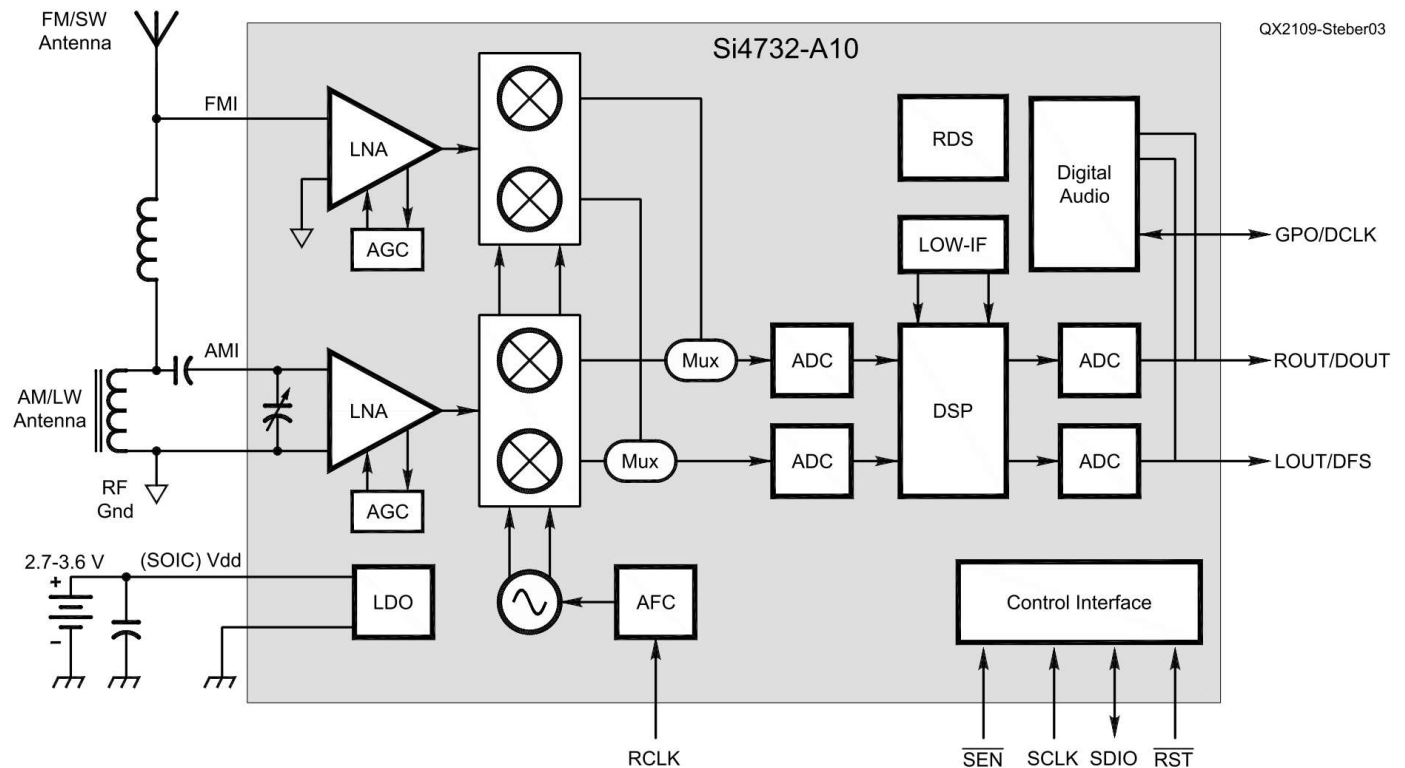 FM/SW
Antenna
Si4732-A10
QX2109-Steber03
FMI
LNA
AGC
RDS
Digital
Audio
LOW-IF
GPO/DCLK
AMI
AM/LW
Antenna
LNA
AGC
RF
Gnd
Mux
Mux
ADC
ADC
DSP
ADC
ADC
ROUT/DOUT
LOUT/DFS
2.7-3.6 V
(SOIC) Vdd
+
–
LDO
AFC
Control Interface
RCLK
S̅E̅N̅
SCLK
SDIO
R̅S̅T̅